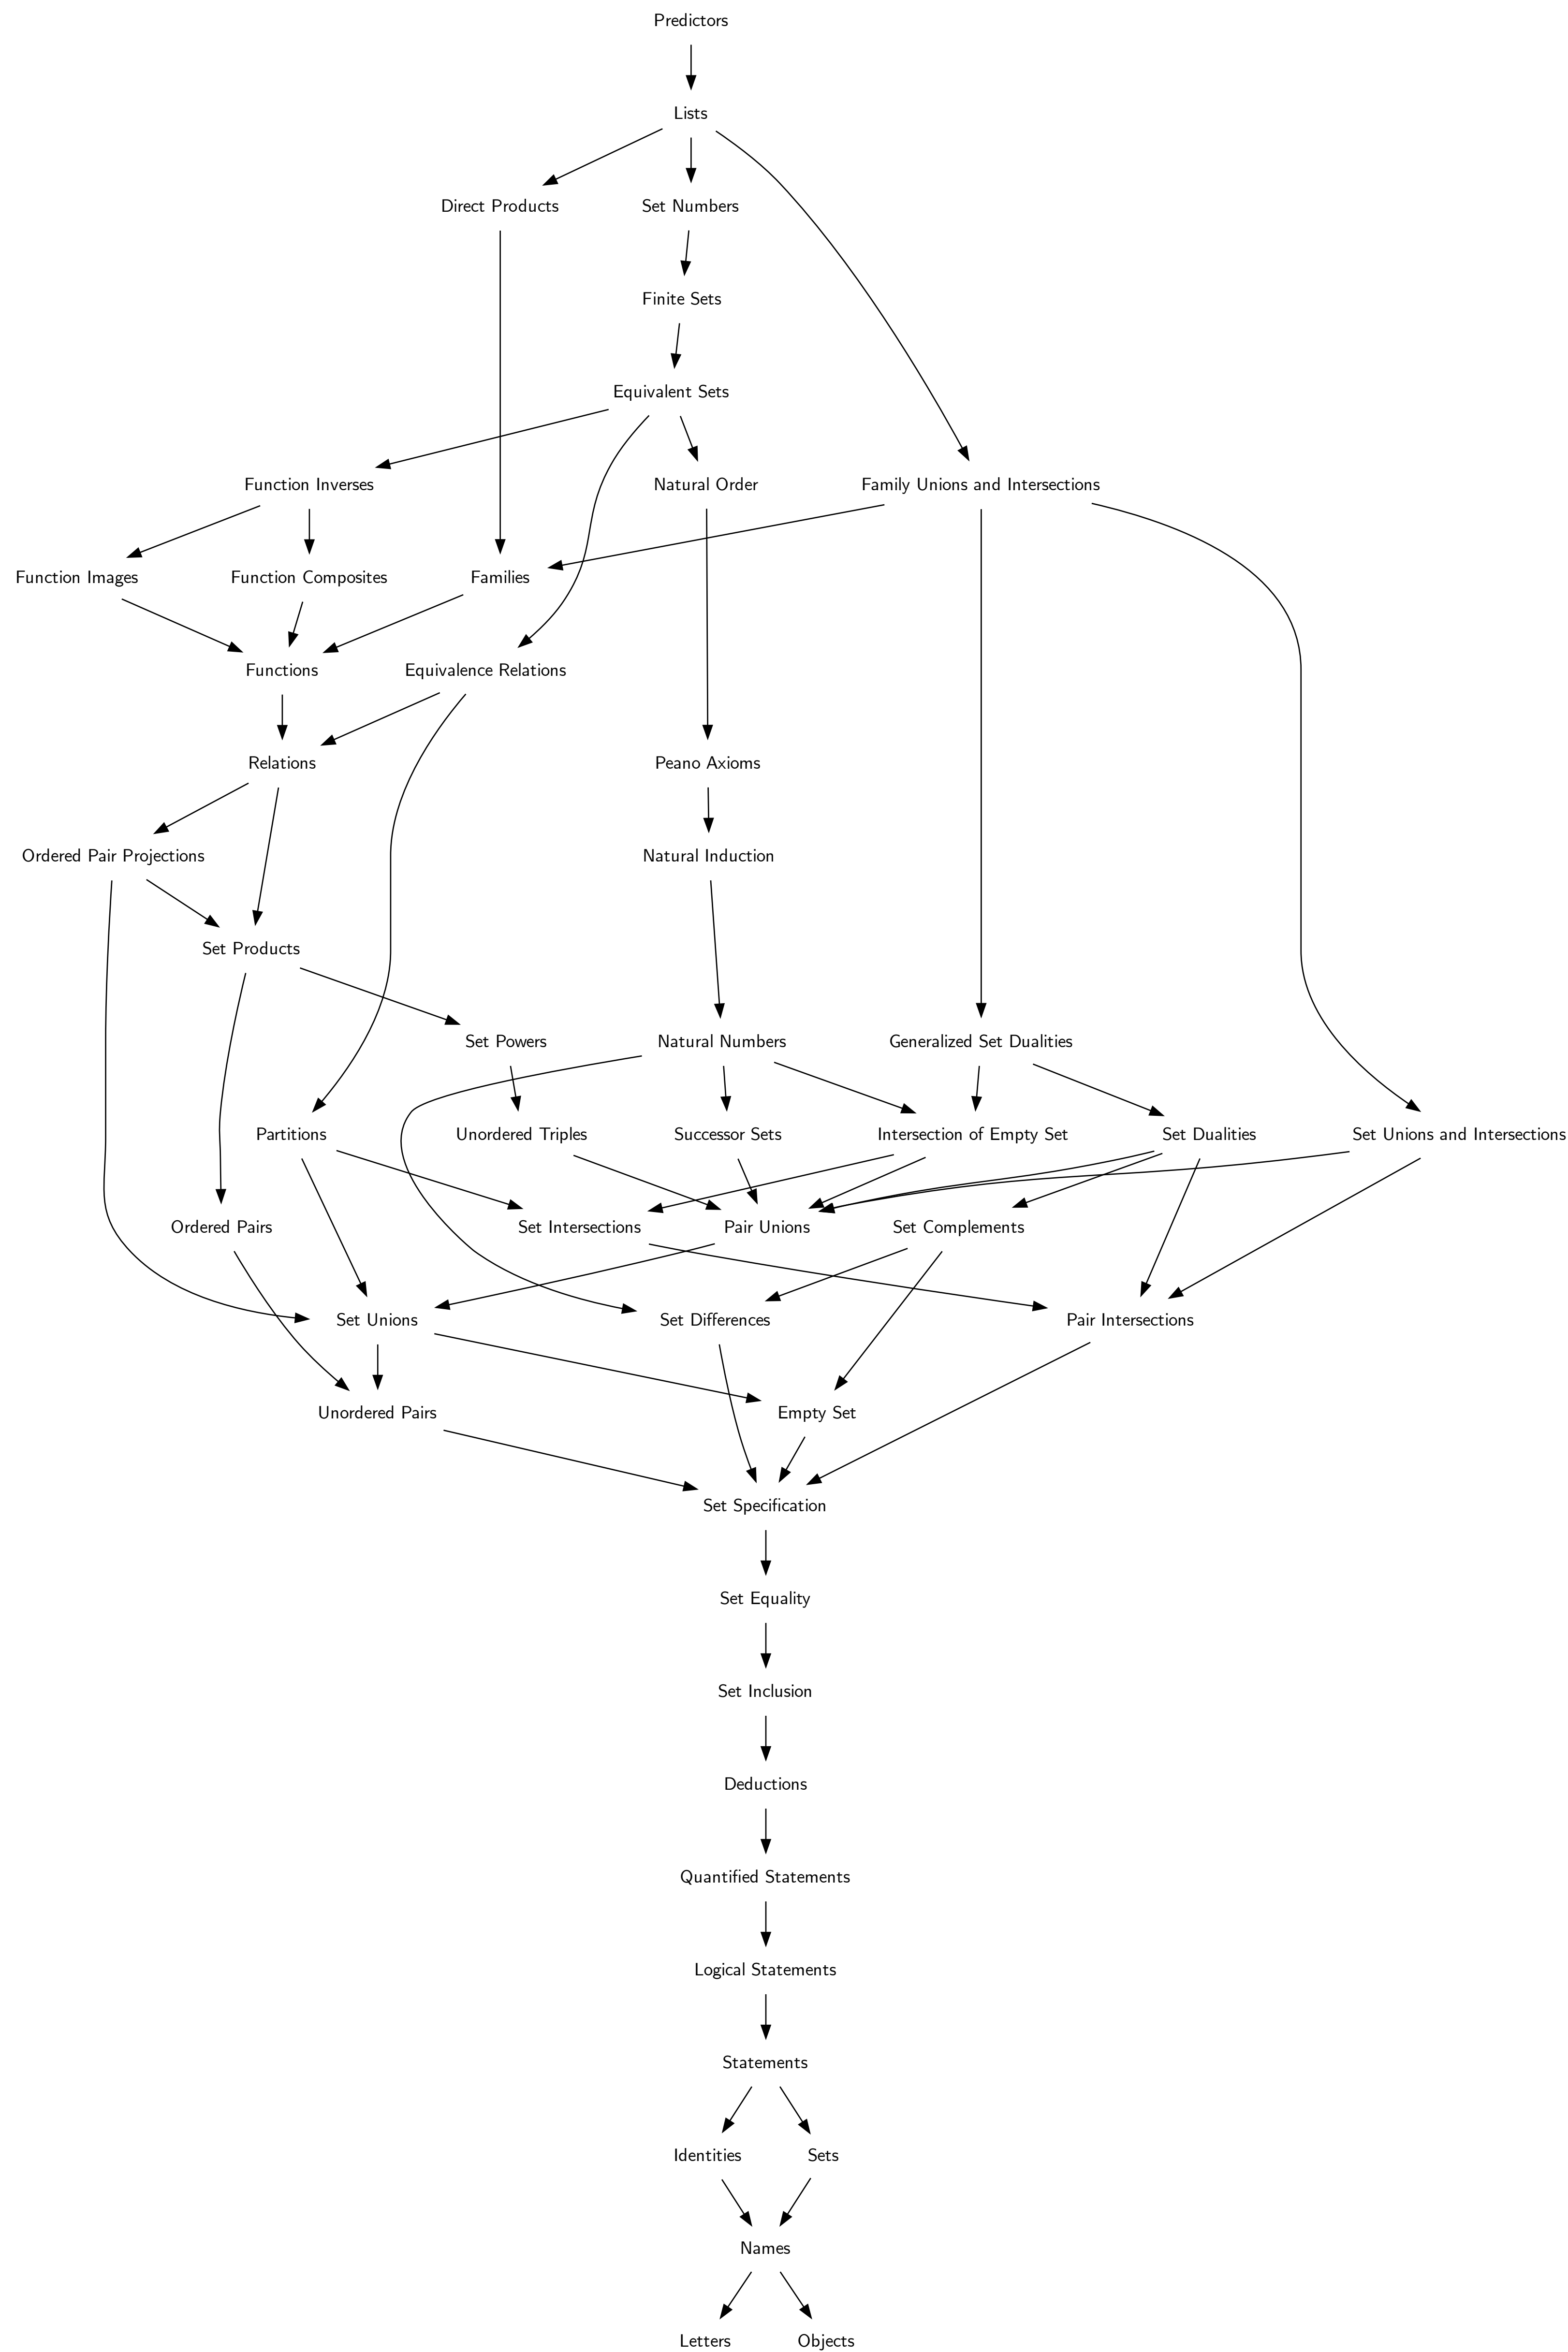 Predictors
Lists
Direct Products
Set Numbers
Finite Sets
Equivalent Sets
Function Inverses
Natural Order
Family Unions and Intersections
Function Images
Function Composites
Families
Functions
Equivalence Relations
Relations
Peano Axioms
Ordered Pair Projections
Natural Induction
Set Products
Set Powers
Natural Numbers
Generalized Set Dualities
Partitions
Unordered Triples
Successor Sets
Intersection of Empty Set
Set Dualities
Set Unions and Intersections
Ordered Pairs
Set Intersections
Pair Unions
Set Complements
Set Unions
Set Differences
Pair Intersections
Unordered Pairs
Empty Set
Set Specification
Set Equality
Set Inclusion
Deductions
Quantified Statements
Logical Statements
Statements
Identities
Sets
Names
Letters
Objects